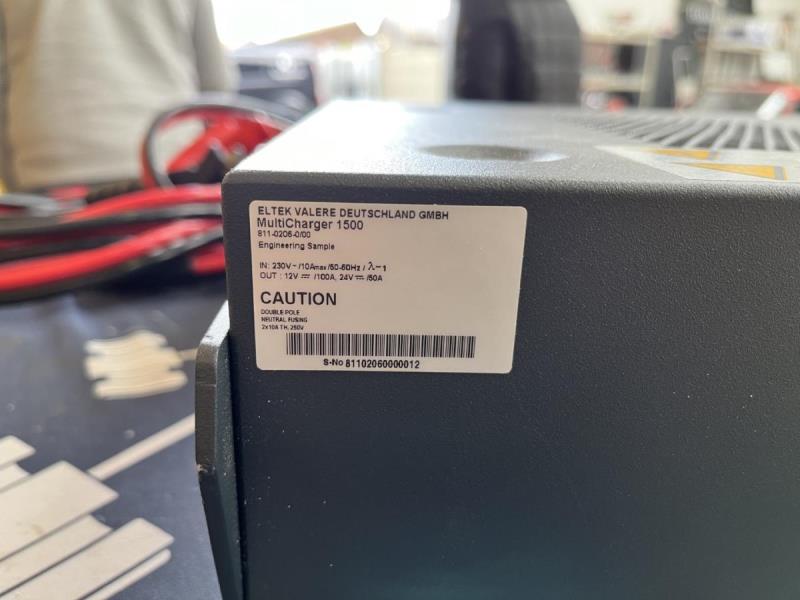 ELTEK VALERE DEUTSCHLAND GMBH
MultiCharger 1500
811-0206-0/00
Engineering Sample
IN: 230V~/10Amax/50-60Hz / λ~1
OUT : 12V ⎓ /100A, 24V ⎓ /50A
CAUTION
DOUBLE POLE
NEUTRAL FUSING
2x10A TH, 250V
S-No 81102060000012